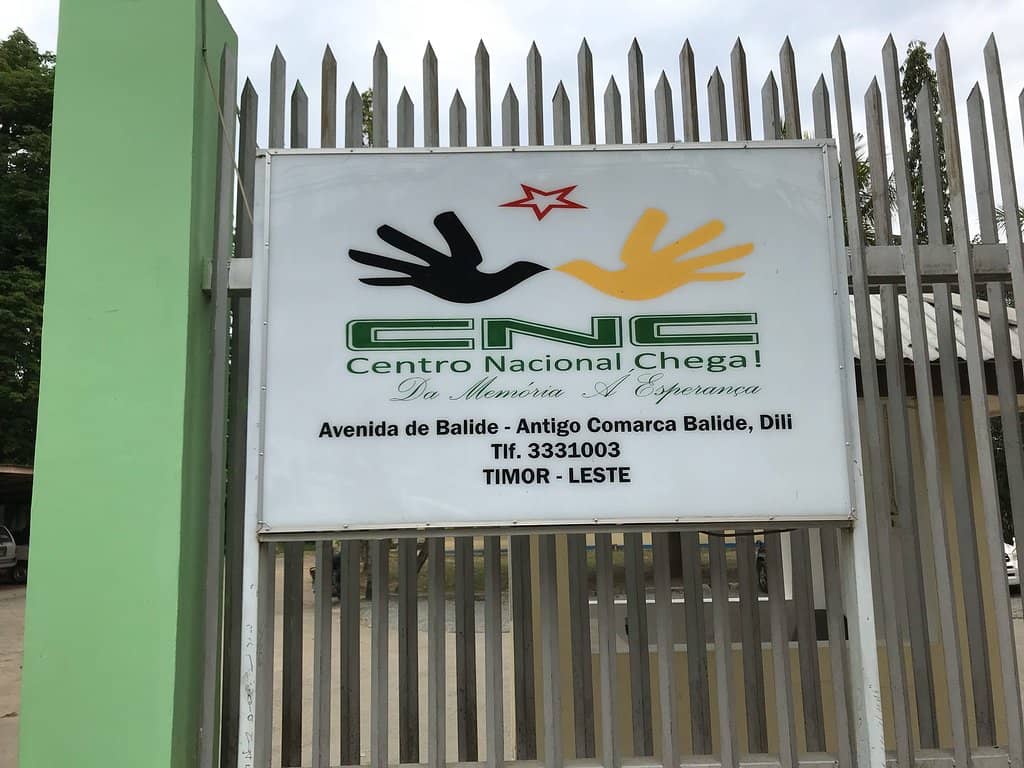 CNC
Centro Nacional Chega!
Da Memória Á Esperança
Avenida de Balide - Antigo Comarca Balide, Dili
Tlf. 3331003
TIMOR - LESTE